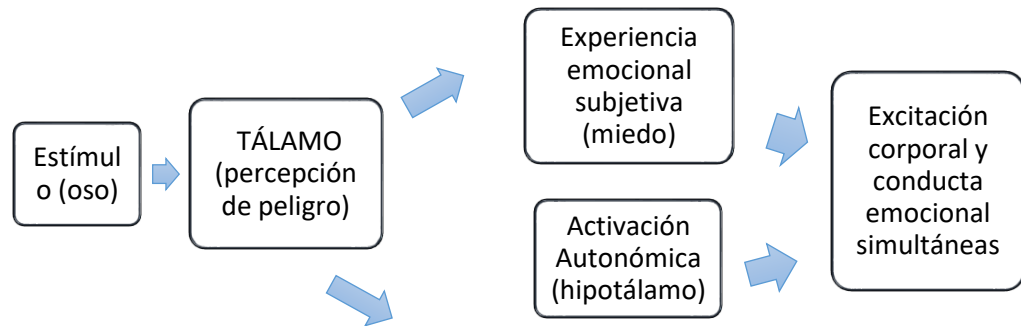 Estímul
o (oso)
TÁLAMO
(percepción
de peligro)
Experiencia
emocional
subjetiva
(miedo)
Activación
Autonómica
(hipotálamo)
Excitación
corporal y
conducta
emocional
simultáneas